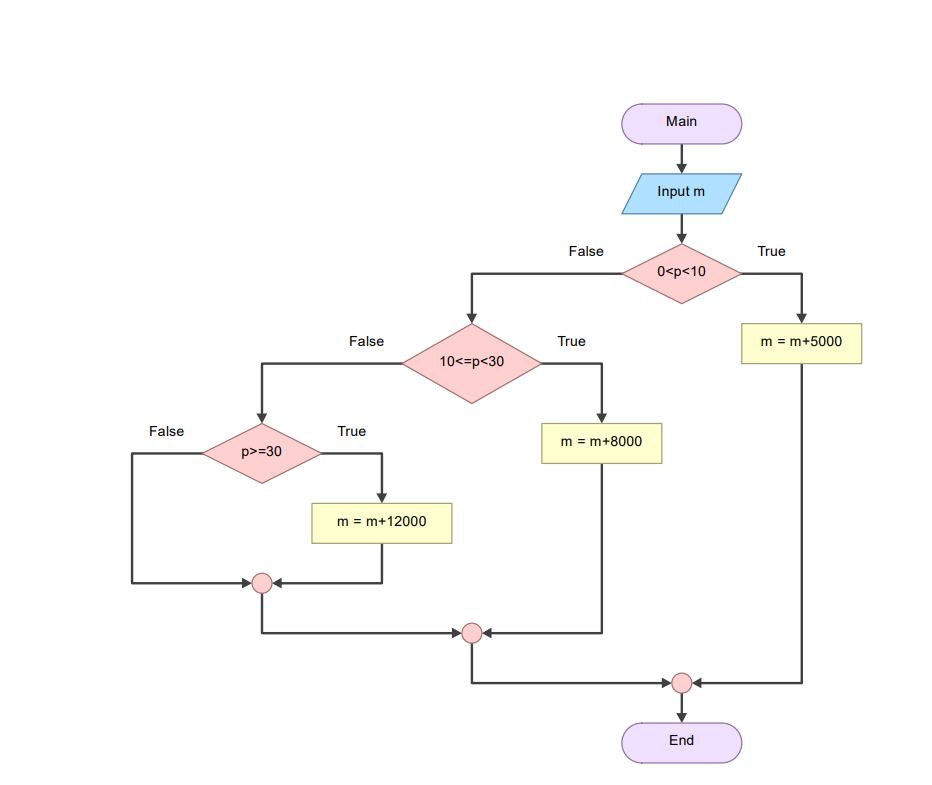 Main
Input m
False
True
0<p<10
False
True
10<=p<30
m = m+5000
False
True
p>=30
m = m+8000
m = m+12000
End